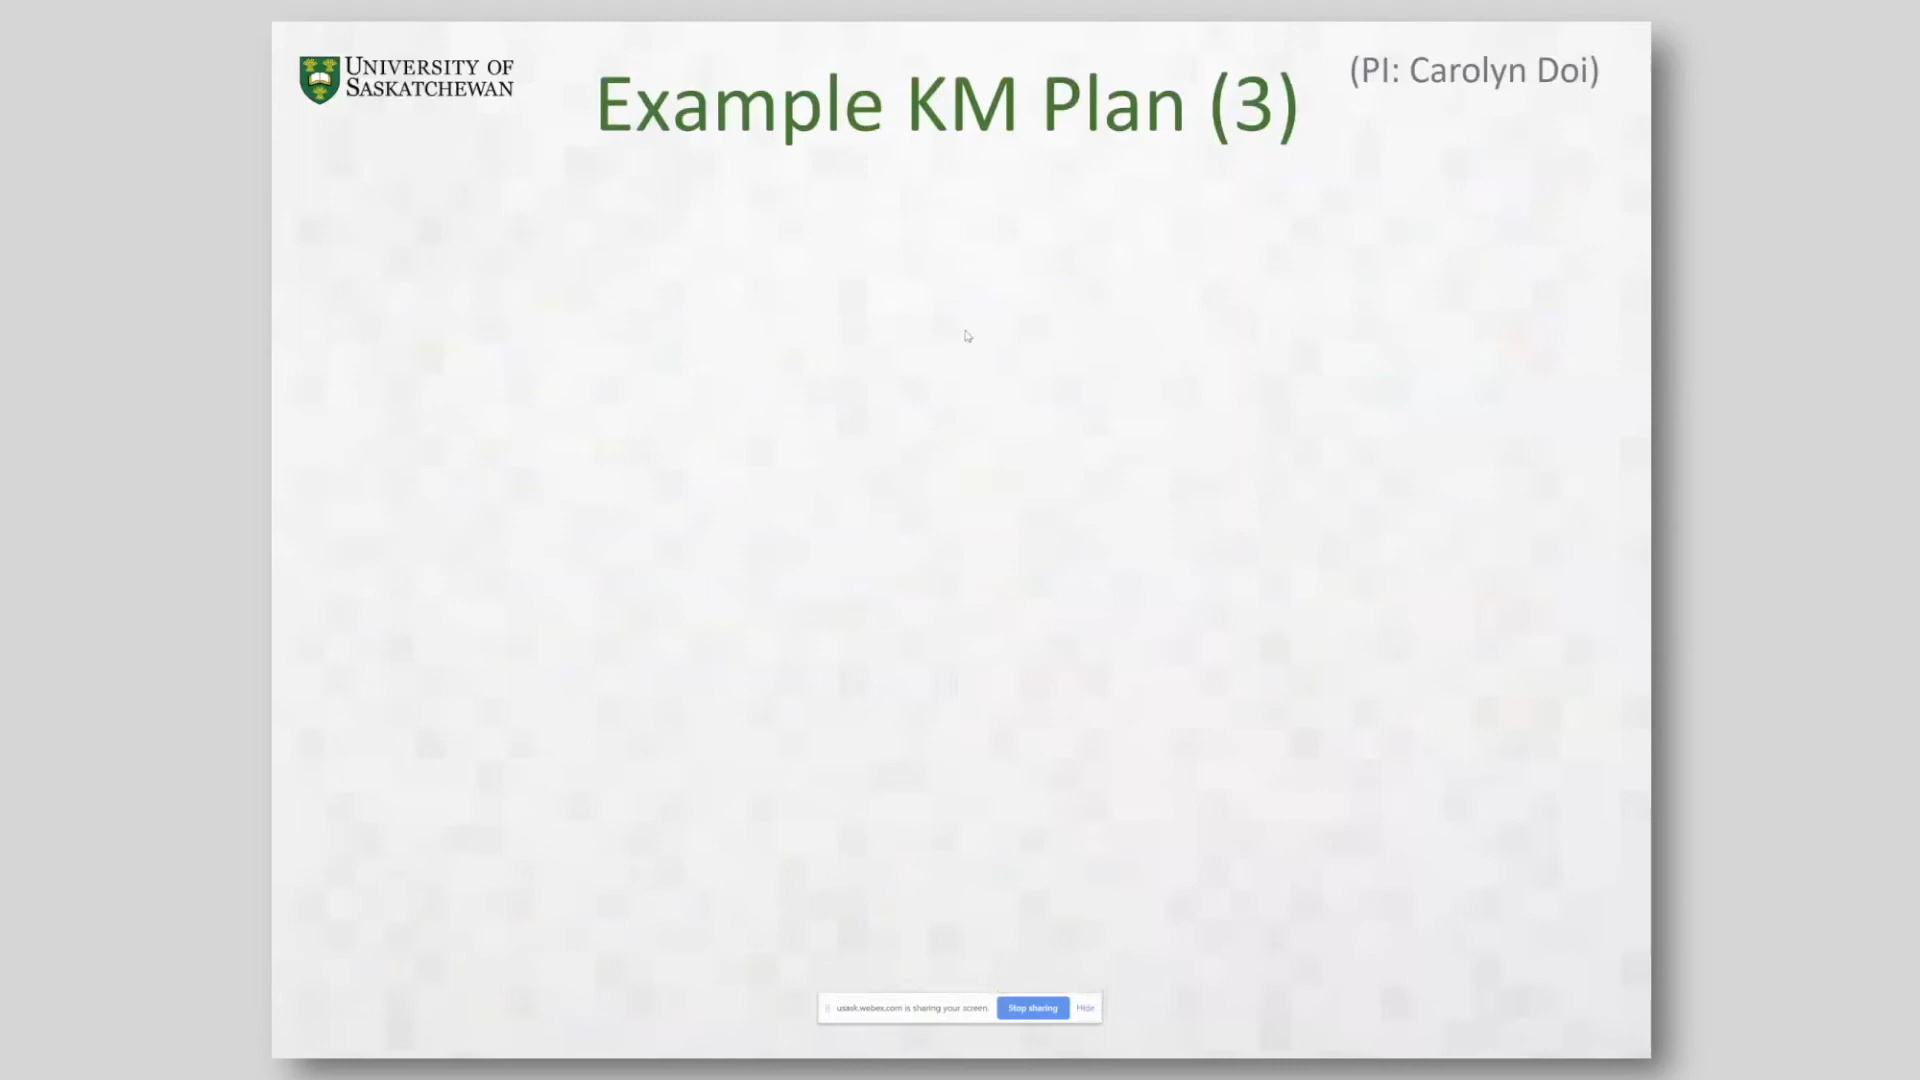 UNIVERSITY OF
SASKATCHEWAN
Example KM Plan (3)
(PI: Carolyn Doi)
usask.webex.com is sharing your screen. Stop sharing Hide